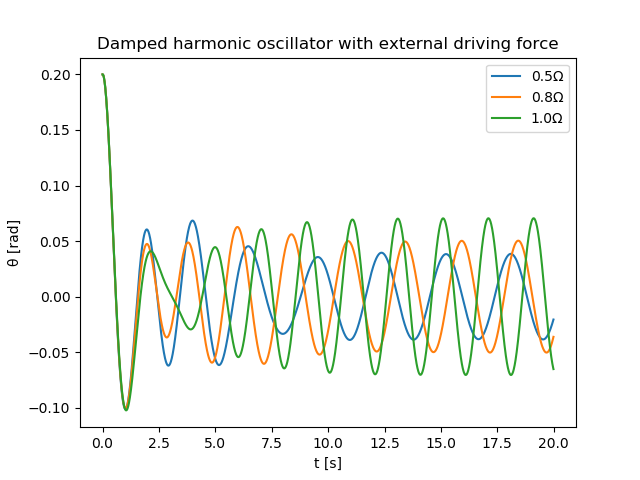 Damped harmonic oscillator with external driving force
0.5Ω
0.8Ω
1.0Ω
θ [rad]
0.20
0.15
0.10
0.05
0.00
−0.05
−0.10
0.0 2.5 5.0 7.5 10.0 12.5 15.0 17.5 20.0
t [s]